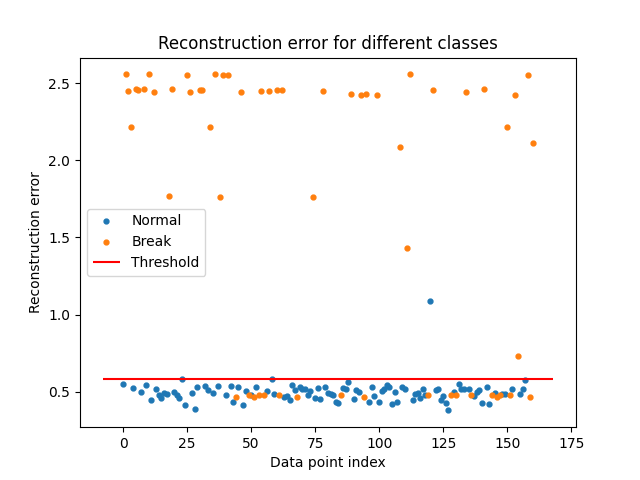 Reconstruction error for different classes
Reconstruction error
2.5
2.0
1.5
1.0
0.5
Normal
Break
Threshold
0 25 50 75 100 125 150 175
Data point index